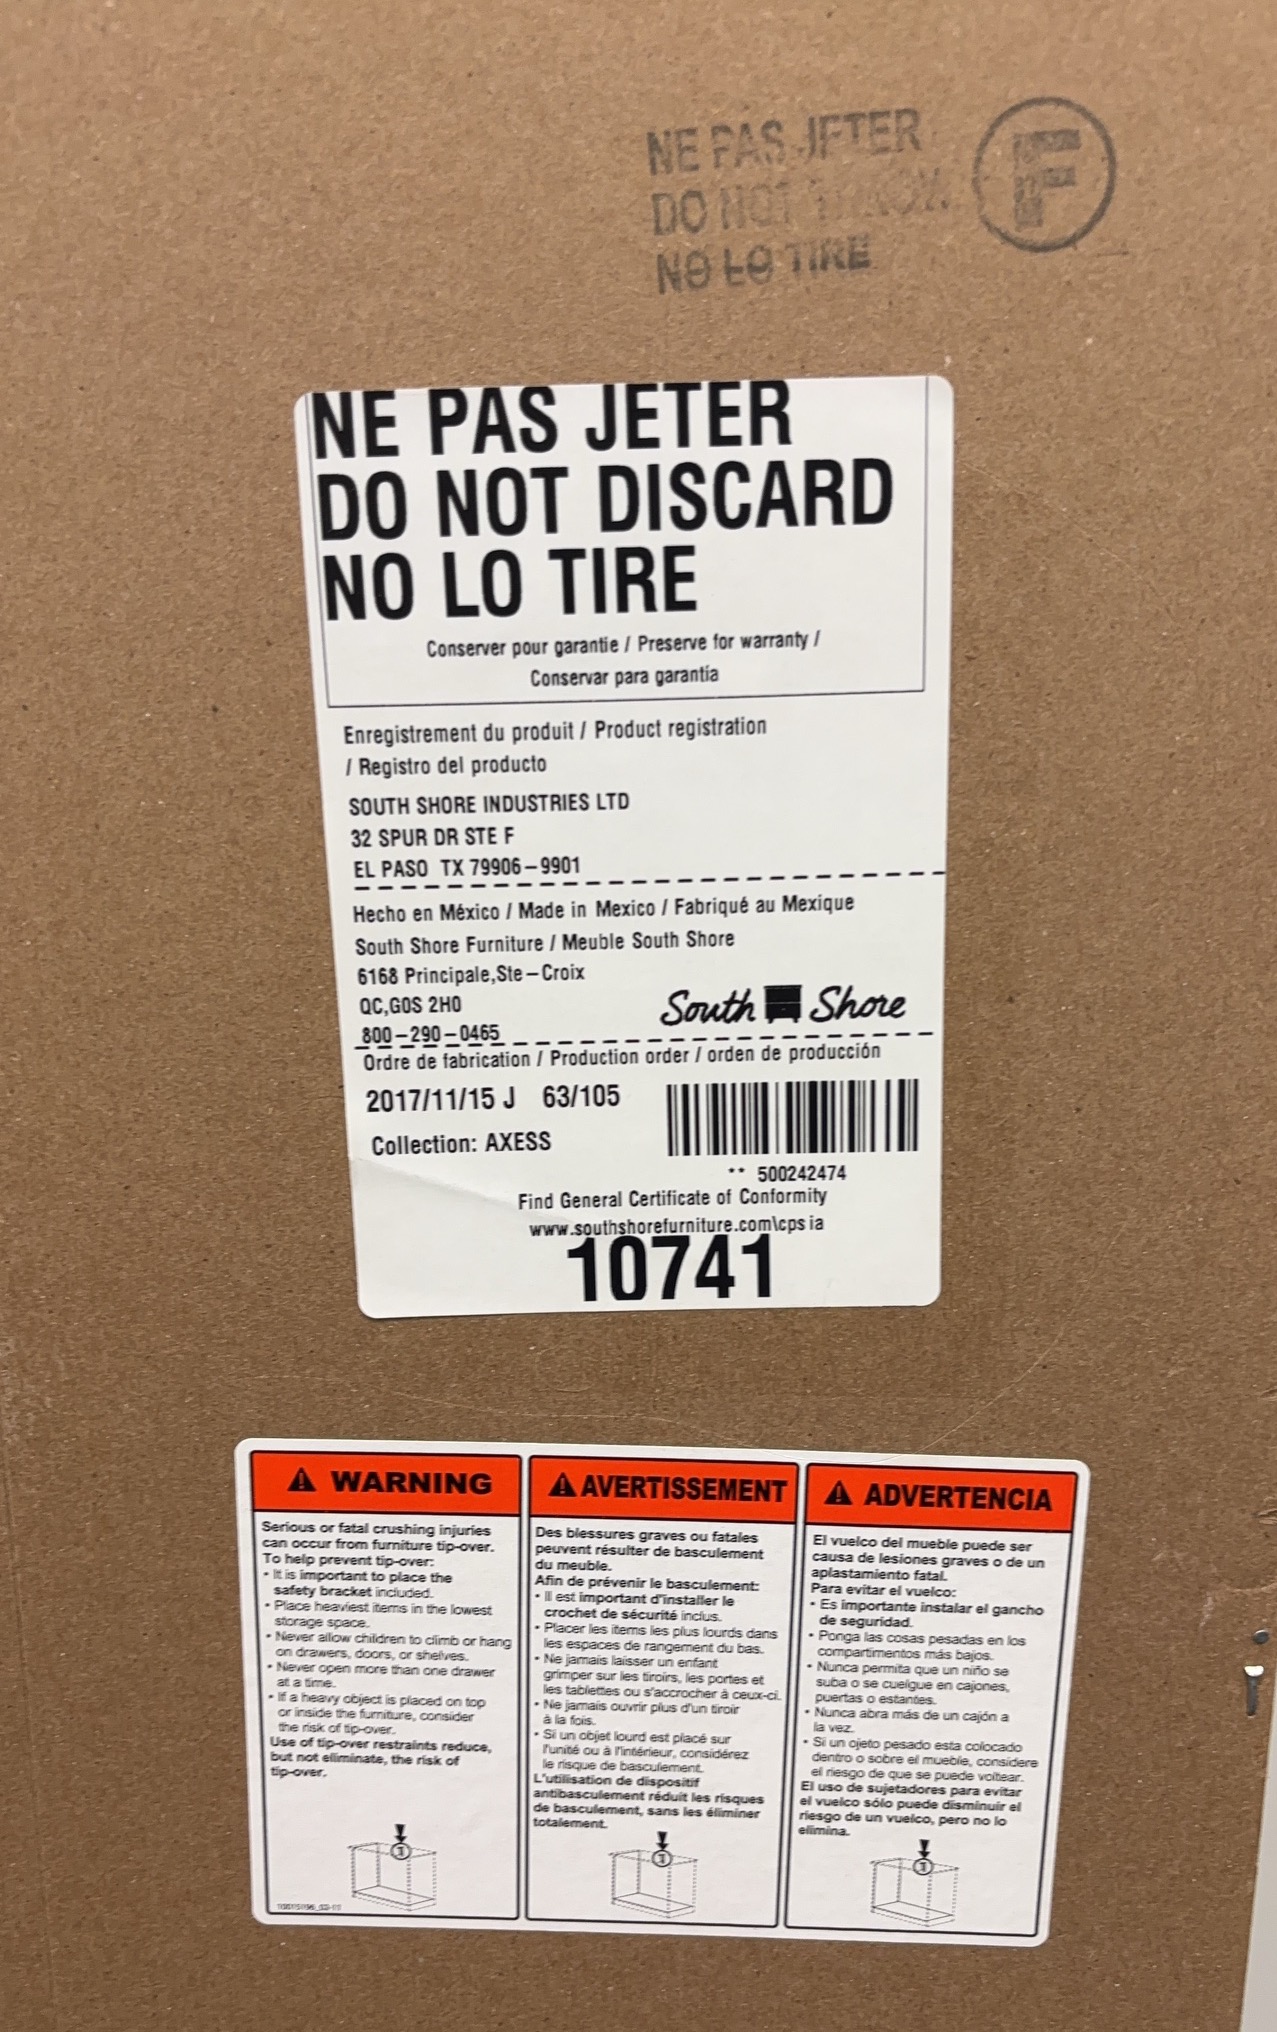 NE PAS JETER
DO NOT THROW
NO LO TIRE
F
NE PAS JETER
DO NOT DISCARD
NO LO TIRE
Conserver pour garantie / Preserve for warranty /
Conservar para garantía
Enregistrement du produit / Product registration
/ Registro del producto
SOUTH SHORE INDUSTRIES LTD
32 SPUR DR STE F
EL PASO TX 79906-9901
Hecho en México / Made in Mexico / Fabriqué au Mexique
South Shore Furniture / Meuble South Shore
6168 Principale,Ste-Croix
QC,G0S 2H0
800-290-0465
South Shore
Ordre de fabrication / Production order / orden de producción
2017/11/15 J 63/105
Collection: AXESS
** 500242474
Find General Certificate of Conformity
www.southshorefurniture.com\cpsia
10741
WARNING
Serious or fatal crushing injuries
can occur from furniture tip-over.
To help prevent tip-over:
• It is important to place the
safety bracket included.
• Place heaviest items in the lowest
storage space.
• Never allow children to climb or hang
on drawers, doors, or shelves.
• Never open more than one drawer
at a time.
• If a heavy object is placed on top
or inside the furniture, consider
the risk of tip-over.
Use of tip-over restraints reduce,
but not eliminate, the risk of
tip-over.
1
AVERTISSEMENT
Des blessures graves ou fatales
peuvent résulter de basculement
du meuble.
Afin de prévenir le basculement:
• Il est important d'installer le
crochet de sécurité inclus.
• Placer les items les plus lourds dans
les espaces de rangement du bas.
• Ne jamais laisser un enfant
grimper sur les tiroirs, les portes et
les tablettes ou s'accrocher à ceux-ci.
• Ne jamais ouvrir plus d'un tiroir
à la fois.
• Si un objet lourd est placé sur
l'unité ou à l'intérieur, considérez
le risque de basculement.
L'utilisation de dispositif
antibasculement réduit les risques
de basculement, sans les éliminer
totalement.
1
ADVERTENCIA
El vuelco del mueble puede ser
causa de lesiones graves o de un
aplastamiento fatal.
Para evitar el vuelco:
• Es importante instalar el gancho
de seguridad.
• Ponga las cosas pesadas en los
compartimentos más bajos.
• Nunca permita que un niño se
suba o se cuelgue en cajones,
puertas o estantes.
• Nunca abra más de un cajón a
la vez.
• Si un ojeto pesado esta colocado
dentro o sobre el mueble, considere
el riesgo de que se puede voltear.
El uso de sujetadores para evitar
el vuelco sólo puede disminuir el
riesgo de un vuelco, pero no lo
elimina.
1